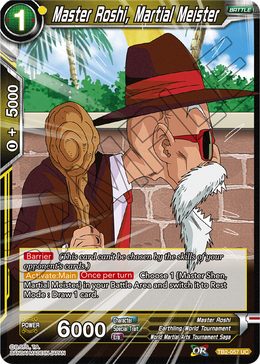 1
Master Roshi, Martial Meister
BATTLE
+ 5000
Barrier (This card can't be chosen by the skills of your
opponent's cards.)
Activate:Main Once per turn Choose 1 [Master Shen,
Martial Meister] in your Battle Area and switch it into Rest
Mode : Draw 1 card.
POWER
6000
Character Master Roshi
Special Trait Earthling/World Tournament
Era World Martial Arts Tournament Saga
TB2-057 UC